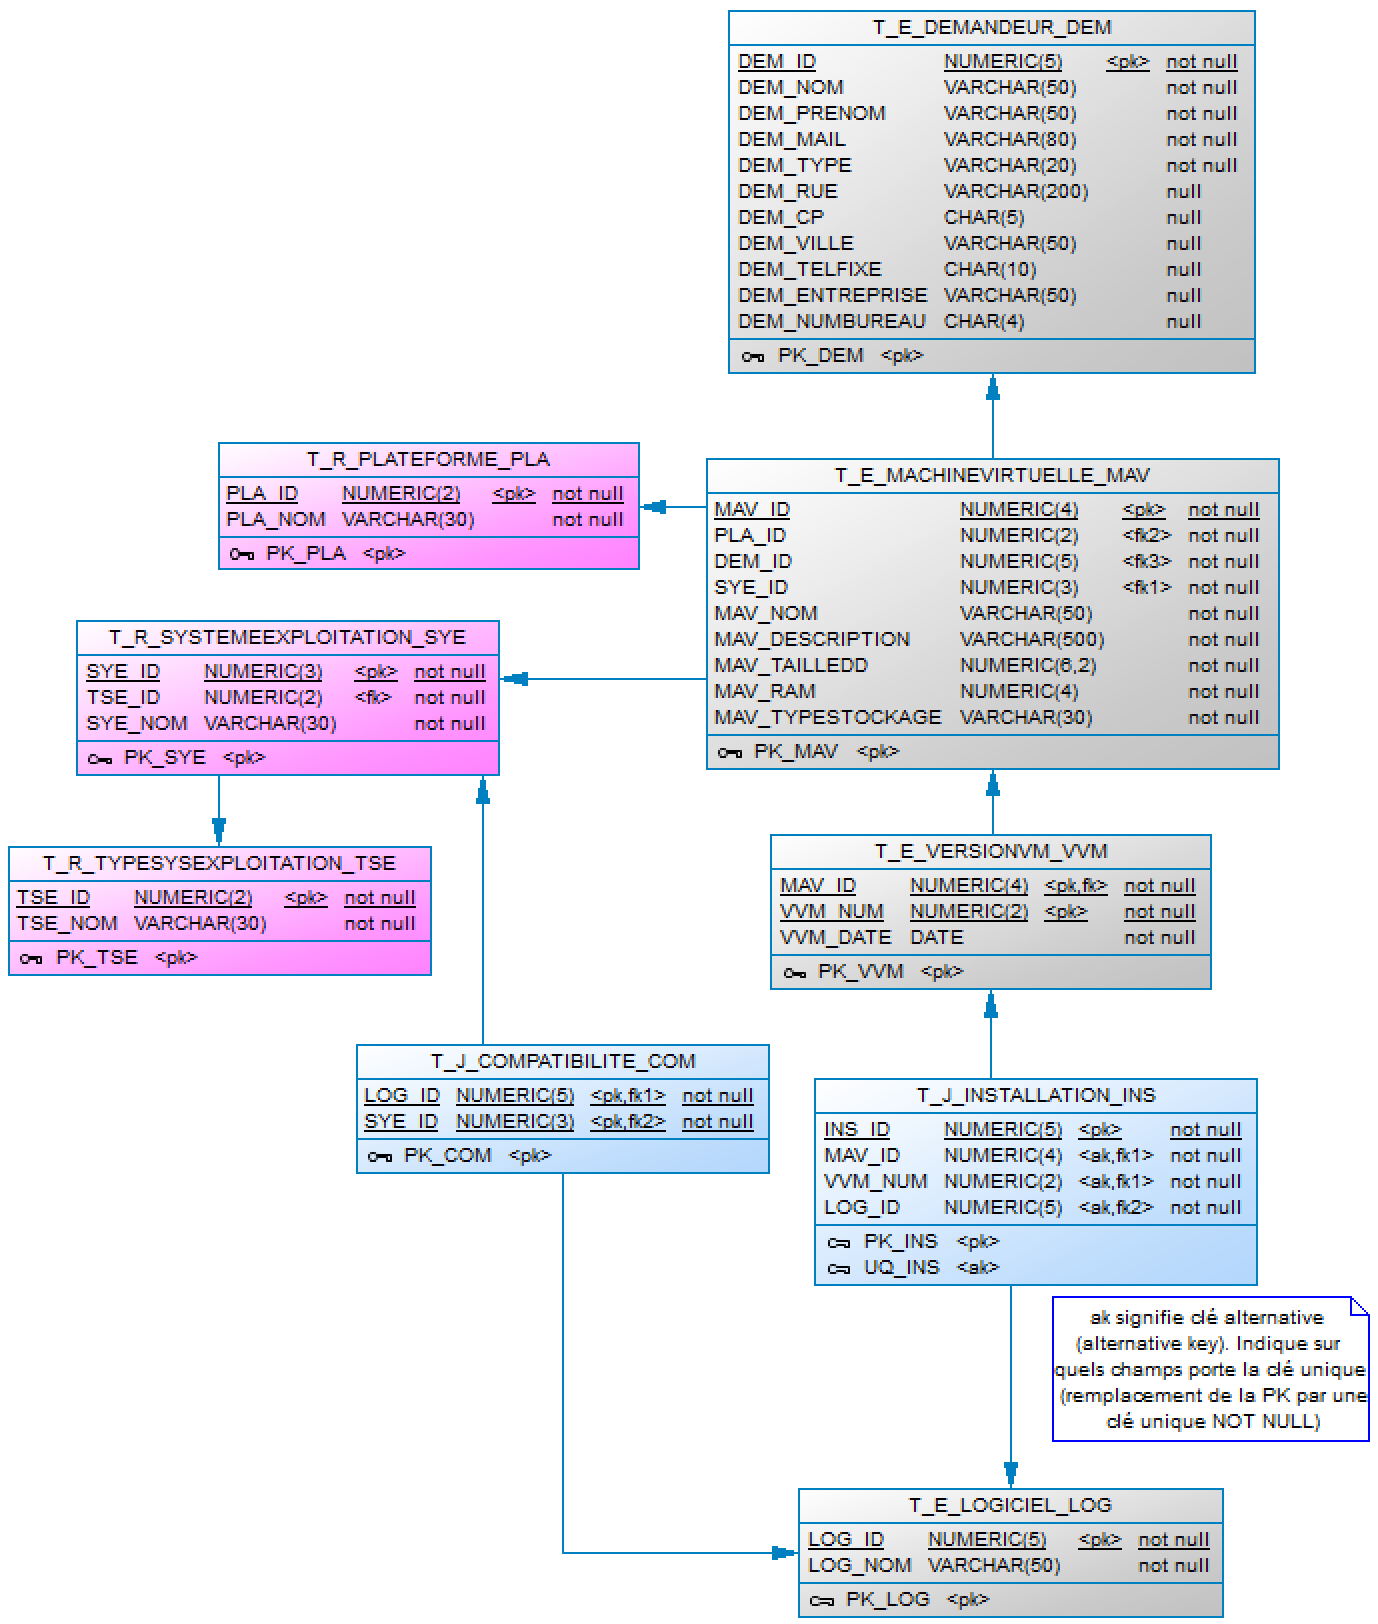 T_E_DEMANDEUR_DEM
DEM_ID NUMERIC(5) <pk> not null
DEM_NOM VARCHAR(50) not null
DEM_PRENOM VARCHAR(50) not null
DEM_MAIL VARCHAR(80) not null
DEM_TYPE VARCHAR(20) not null
DEM_RUE VARCHAR(200) null
DEM_CP CHAR(5) null
DEM_VILLE VARCHAR(50) null
DEM_TELFIXE CHAR(10) null
DEM_ENTREPRISE VARCHAR(50) null
DEM_NUMBUREAU CHAR(4) null
PK_DEM <pk>
T_R_PLATEFORME_PLA
PLA_ID NUMERIC(2) <pk> not null
PLA_NOM VARCHAR(30) not null
PK_PLA <pk>
T_E_MACHINEVIRTUELLE_MAV
MAV_ID NUMERIC(4) <pk> not null
PLA_ID NUMERIC(2) <fk2> not null
DEM_ID NUMERIC(5) <fk3> not null
SYE_ID NUMERIC(3) <fk1> not null
MAV_NOM VARCHAR(50) not null
MAV_DESCRIPTION VARCHAR(500) not null
MAV_TAILLEDD NUMERIC(6,2) not null
MAV_RAM NUMERIC(4) not null
MAV_TYPESTOCKAGE VARCHAR(30) not null
PK_MAV <pk>
T_R_SYSTEMEEXPLOITATION_SYE
SYE_ID NUMERIC(3) <pk> not null
TSE_ID NUMERIC(2) <fk> not null
SYE_NOM VARCHAR(30) not null
PK_SYE <pk>
T_R_TYPESYSEXPLOITATION_TSE
TSE_ID NUMERIC(2) <pk> not null
TSE_NOM VARCHAR(30) not null
PK_TSE <pk>
T_E_VERSIONVM_VVM
MAV_ID NUMERIC(4) <pk,fk> not null
VVM_NUM NUMERIC(2) <pk> not null
VVM_DATE DATE not null
PK_VVM <pk>
T_J_COMPATIBILITE_COM
LOG_ID NUMERIC(5) <pk,fk1> not null
SYE_ID NUMERIC(3) <pk,fk2> not null
PK_COM <pk>
T_J_INSTALLATION_INS
INS_ID NUMERIC(5) <pk> not null
MAV_ID NUMERIC(4) <ak,fk1> not null
VVM_NUM NUMERIC(2) <ak,fk1> not null
LOG_ID NUMERIC(5) <ak,fk2> not null
PK_INS <pk>
UQ_INS <ak>
ak signifie clé alternative
(alternative key). Indique sur
quels champs porte la clé unique
(remplacement de la PK par une
clé unique NOT NULL)
T_E_LOGICIEL_LOG
LOG_ID NUMERIC(5) <pk> not null
LOG_NOM VARCHAR(50) not null
PK_LOG <pk>